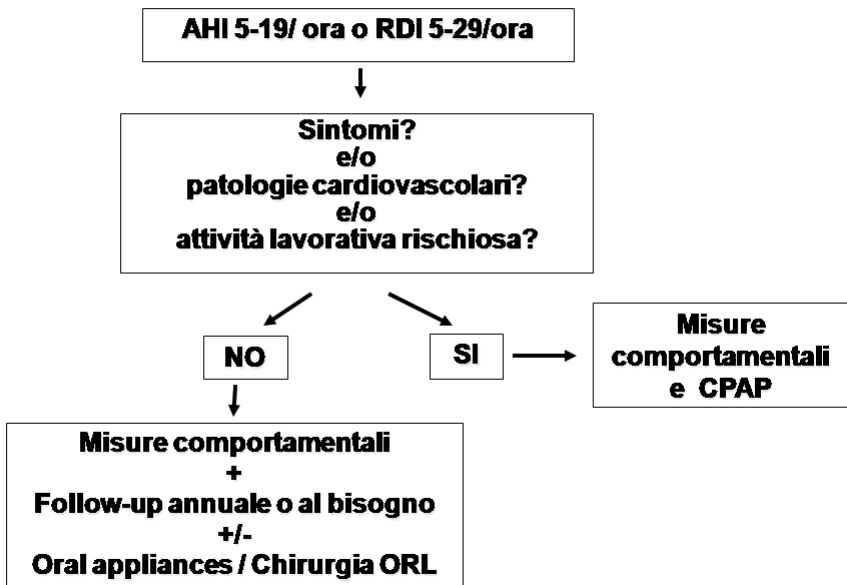 AHI 5-19/ ora o RDI 5-29/ora
Sintomi?
e/o
patologie cardiovascolari?
e/o
attività lavorativa rischiosa?
NO
SI
Misure
comportamentali
e CPAP
Misure comportamentali
+
Follow-up annuale o al bisogno
+/-
Oral appliances / Chirurgia ORL